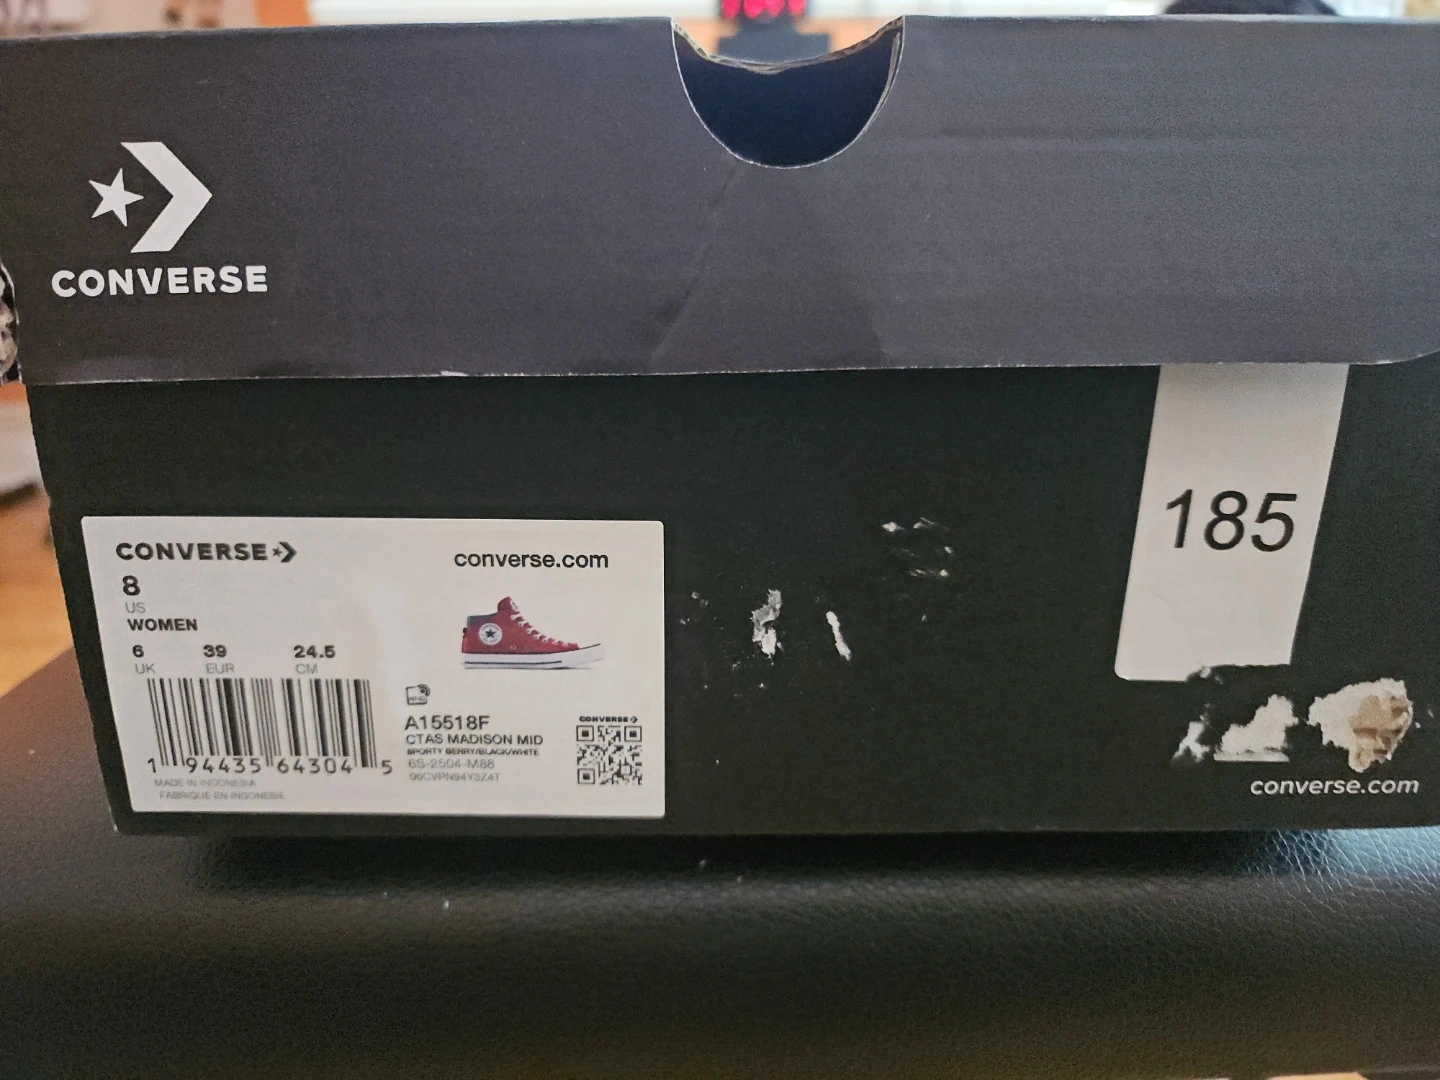 CONVERSE
185
CONVERSE
converse.com
8
US
WOMEN
6 39 24.5
UK EUR CM
A15518F
CTAS MADISON MID
SPORTY BERRY/BLACK/WHITE
6S-2504-M88
06CVPN94Y3Z4T
CONVERSE
1 94435 64304 5
MADE IN INDONESIA
FABRIQUE EN INDONESIE
converse.com